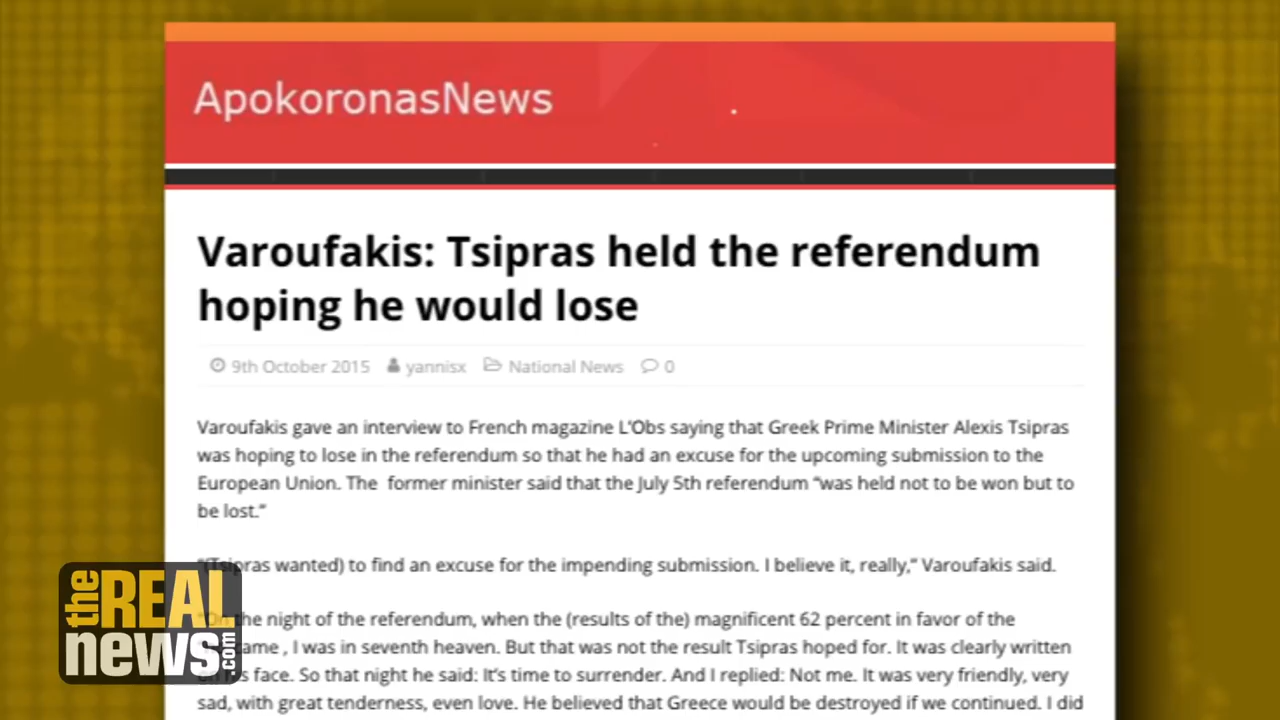 ApokoronasNews
Varoufakis: Tsipras held the referendum
hoping he would lose
9th October 2015 yannisx National News 0
Varoufakis gave an interview to French magazine L'Obs saying that Greek Prime Minister Alexis Tsipras
was hoping to lose in the referendum so that he had an excuse for the upcoming submission to the
European Union. The former minister said that the July 5th referendum “was held not to be won but to
be lost.”
“(Tsipras wanted) to find an excuse for the impending submission. I believe it, really,” Varoufakis said.
“On the night of the referendum, when the (results of the) magnificent 62 percent in favor of the
came , I was in seventh heaven. But that was not the result Tsipras hoped for. It was clearly written
on his face. So that night he said: It's time to surrender. And I replied: Not me. It was very friendly, very
sad, with great tenderness, even love. He believed that Greece would be destroyed if we continued. I did
the REAL
news.com